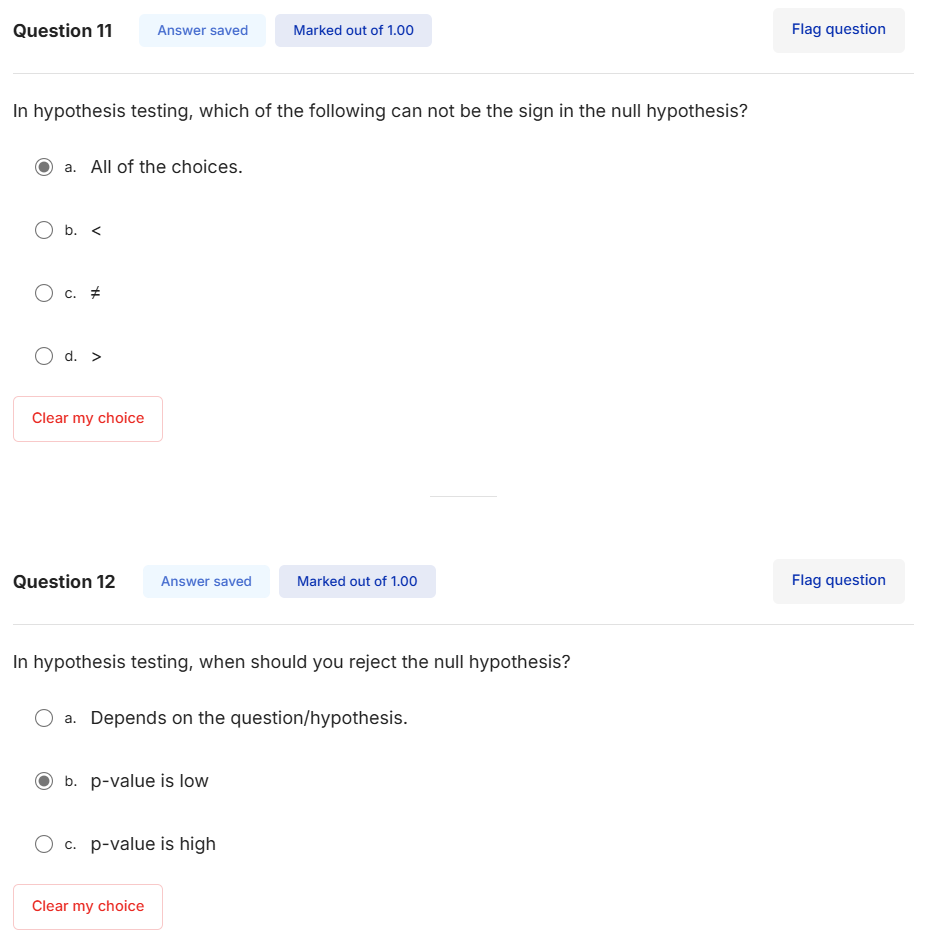 Question 11 Answer saved Marked out of 1.00 Flag question
In hypothesis testing, which of the following can not be the sign in the null hypothesis?
a. All of the choices.
b. <
c. ≠
d. >
Clear my choice
Question 12 Answer saved Marked out of 1.00 Flag question
In hypothesis testing, when should you reject the null hypothesis?
a. Depends on the question/hypothesis.
b. p-value is low
c. p-value is high
Clear my choice